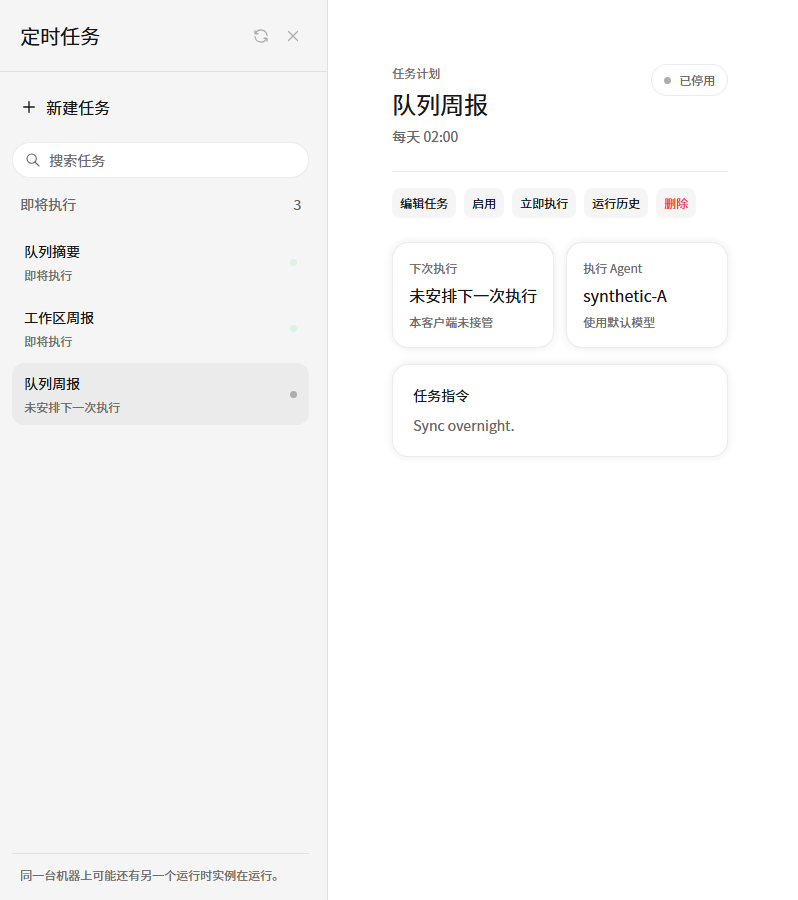 定时任务
新建任务
搜索任务
即将执行 3
队列摘要
即将执行
工作区周报
即将执行
队列周报
未安排下一次执行
同一台机器上可能还有另一个运行时实例在运行。
任务计划
队列周报
每天 02:00
已停用
编辑任务 启用 立即执行 运行历史 删除
下次执行
未安排下一次执行
本客户端未接管
执行 Agent
synthetic-A
使用默认模型
任务指令
Sync overnight.